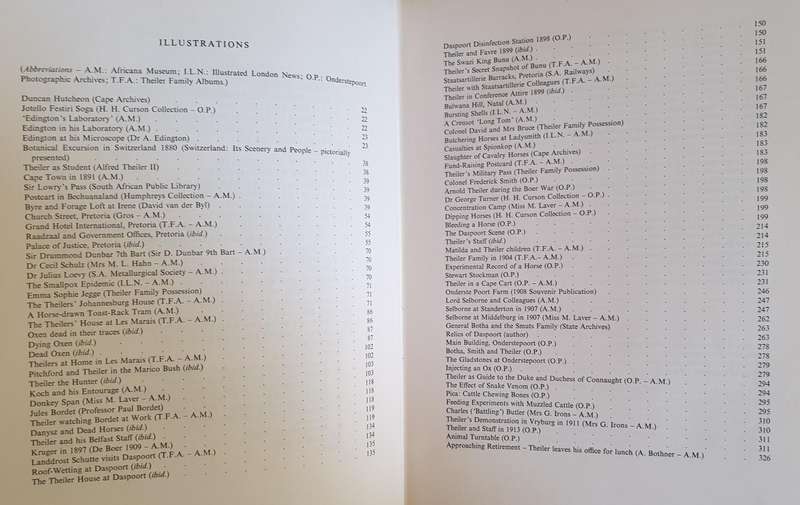 ILLUSTRATIONS
(Abbreviations – A.M.: Africana Museum; I.L.N.: Illustrated London News; O.P.: Onderstepoort
Photographic Archives; T.F.A.: Theiler Family Albums.)
Duncan Hutcheon (Cape Archives)
Jotello Festiri Soga (H. H. Curson Collection – O.P.)
'Edington's Laboratory' (A.M.)
Edington in his Laboratory (A.M.)
Edington at his Microscope (Dr A. Edington)
Botanical Excursion in Switzerland 1880 (Switzerland: Its Scenery and People – pictorially
presented)
Theiler as Student (Alfred Theiler II)
Cape Town in 1891 (A.M.)
Sir Lowry's Pass (South African Public Library)
Postcart in Bechuanaland (Humphreys Collection – A.M.)
Byre and Forage Loft at Irene (David van der Byl)
Church Street, Pretoria (Gros – A.M.)
Grand Hotel International, Pretoria (T.F.A. – A.M.)
Raadzaal and Government Offices, Pretoria (ibid.)
Palace of Justice, Pretoria (ibid.)
Sir Drummond Dunbar 7th Bart (Sir D. Dunbar 9th Bart – A.M.)
Dr Cecil Schulz (Mrs M. L. Hahn – A.M.)
Dr Julius Loevy (S.A. Metallurgical Society – A.M.)
The Smallpox Epidemic (I.L.N. – A.M.)
Emma Sophie Jegge (Theiler Family Possession)
The Theilers' Johannesburg House (T.F.A. – A.M.)
A Horse-drawn Toast-Rack Tram (A.M.)
The Theilers' House at Les Marais (T.F.A. – A.M.)
Oxen dead in their traces (ibid.)
Dying Oxen (ibid.)
Dead Oxen (ibid.)
Theilers at Home in Les Marais (T.F.A. – A.M.)
Pitchford and Theiler in the Marico Bush (ibid.)
Theiler the Hunter (ibid.)
Koch and his Entourage (A.M.)
Donkey Span (Miss M. Laver – A.M.)
Jules Bordet (Professor Paul Bordet)
Theiler watching Bordet at Work (T.F.A. – A.M.)
Danysz and Dead Horses (ibid.)
Theiler and his Belfast Staff (ibid.)
Kruger in 1897 (De Boer 1909 – A.M.)
Landdrost Schutte visits Daspoort (T.F.A. – A.M.)
Roof-Wetting at Daspoort (ibid.)
The Theiler House at Daspoort (ibid.)
22
22
22
23
23
38
38
39
39
39
54
54
55
55
70
70
70
71
71
71
86
86
87
87
102
102
103
103
118
118
118
119
119
134
134
135
135
Daspoort Disinfection Station 1898 (O.P.)
Theiler and Favre 1899 (ibid.)
The Swazi King Bunu (A.M.)
Theiler's Secret Snapshot of Bunu (T.F.A. – A.M.)
Staatsartillerie Barracks, Pretoria (S.A. Railways)
Theiler with Staatsartillerie Colleagues (T.F.A. – A.M.)
Theiler in Conference Attire 1899 (ibid.)
Bulwana Hill, Natal (A.M.)
Bursting Shells (I.L.N. – A.M.)
A Creusot 'Long Tom' (A.M.)
Colonel David and Mrs Bruce (Theiler Family Possession)
Butchering Horses at Ladysmith (I.L.N. – A.M.)
Casualties at Spionkop (A.M.)
Slaughter of Cavalry Horses (Cape Archives)
Fund-Raising Postcard (T.F.A. – A.M.)
Theiler's Military Pass (Theiler Family Possession)
Colonel Frederick Smith (O.P.)
Arnold Theiler during the Boer War (O.P.)
Dr George Turner (H. H. Curson Collection – O.P.)
Concentration Camp (Miss M. Laver – A.M.)
Dipping Horses (H. H. Curson Collection – O.P.)
Bleeding a Horse (O.P.)
The Daspoort Scene (O.P.)
Theiler's Staff (ibid.)
Matilda and Theiler children (T.F.A. – A.M.)
Theiler Family in 1904 (T.F.A. – A.M.)
Experimental Record of a Horse (O.P.)
Stewart Stockman (O.P.)
Theiler in a Cape Cart (O.P. – A.M.)
Onderste Poort Farm (1908 Souvenir Publication)
Lord Selborne and Colleagues (A.M.)
Selborne at Standerton in 1907 (A.M.)
Selborne at Middelburg in 1907 (Miss M. Laver – A.M.)
General Botha and the Smuts Family (State Archives)
Relics of Daspoort (author)
Main Building, Onderstepoort (O.P.)
Botha, Smith and Theiler (O.P.)
The Gladstones at Onderstepoort (O.P.)
Injecting an Ox (O.P.)
Theiler as Guide to the Duke and Duchess of Connaught (O.P. – A.M.)
The Effect of Snake Venom (O.P.)
Pica: Cattle Chewing Bones (O.P.)
Feeding Experiments with Muzzled Cattle (O.P.)
Charles ('Battling') Butler (Mrs G. Irons – A.M.)
Theiler's Demonstration in Vryburg in 1911 (Mrs G. Irons – A.M.)
Theiler and Staff in 1913 (O.P.)
Animal Turntable (O.P.)
Approaching Retirement – Theiler leaves his office for lunch (A. Bothner – A.M.)
150
150
151
151
166
166
166
167
167
167
182
182
183
183
198
198
198
199
199
199
214
214
215
215
230
231
231
246
247
247
262
263
263
278
278
279
279
294
294
295
295
310
310
311
311
326